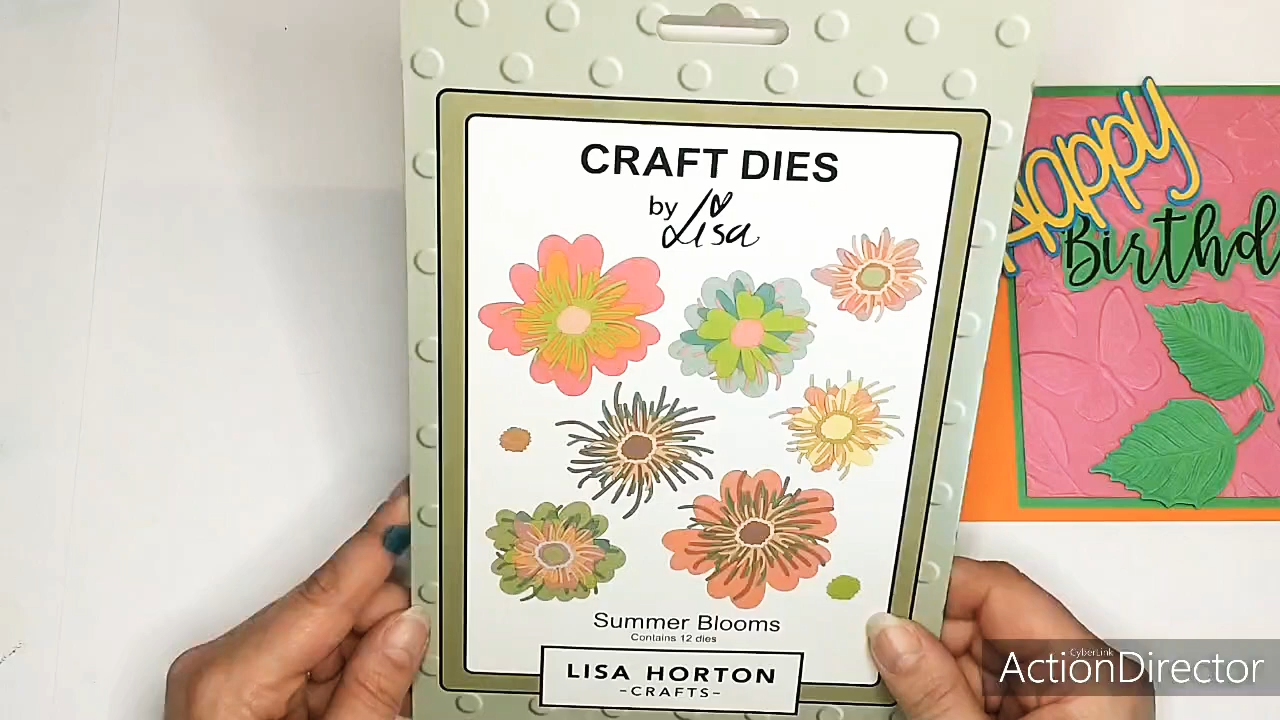 CRAFT DIES
by Lisa
Summer Blooms
Contains 12 dies
LISA HORTON
-CRAFTS-
Happy
Birthd
CyberLink
ActionDirector